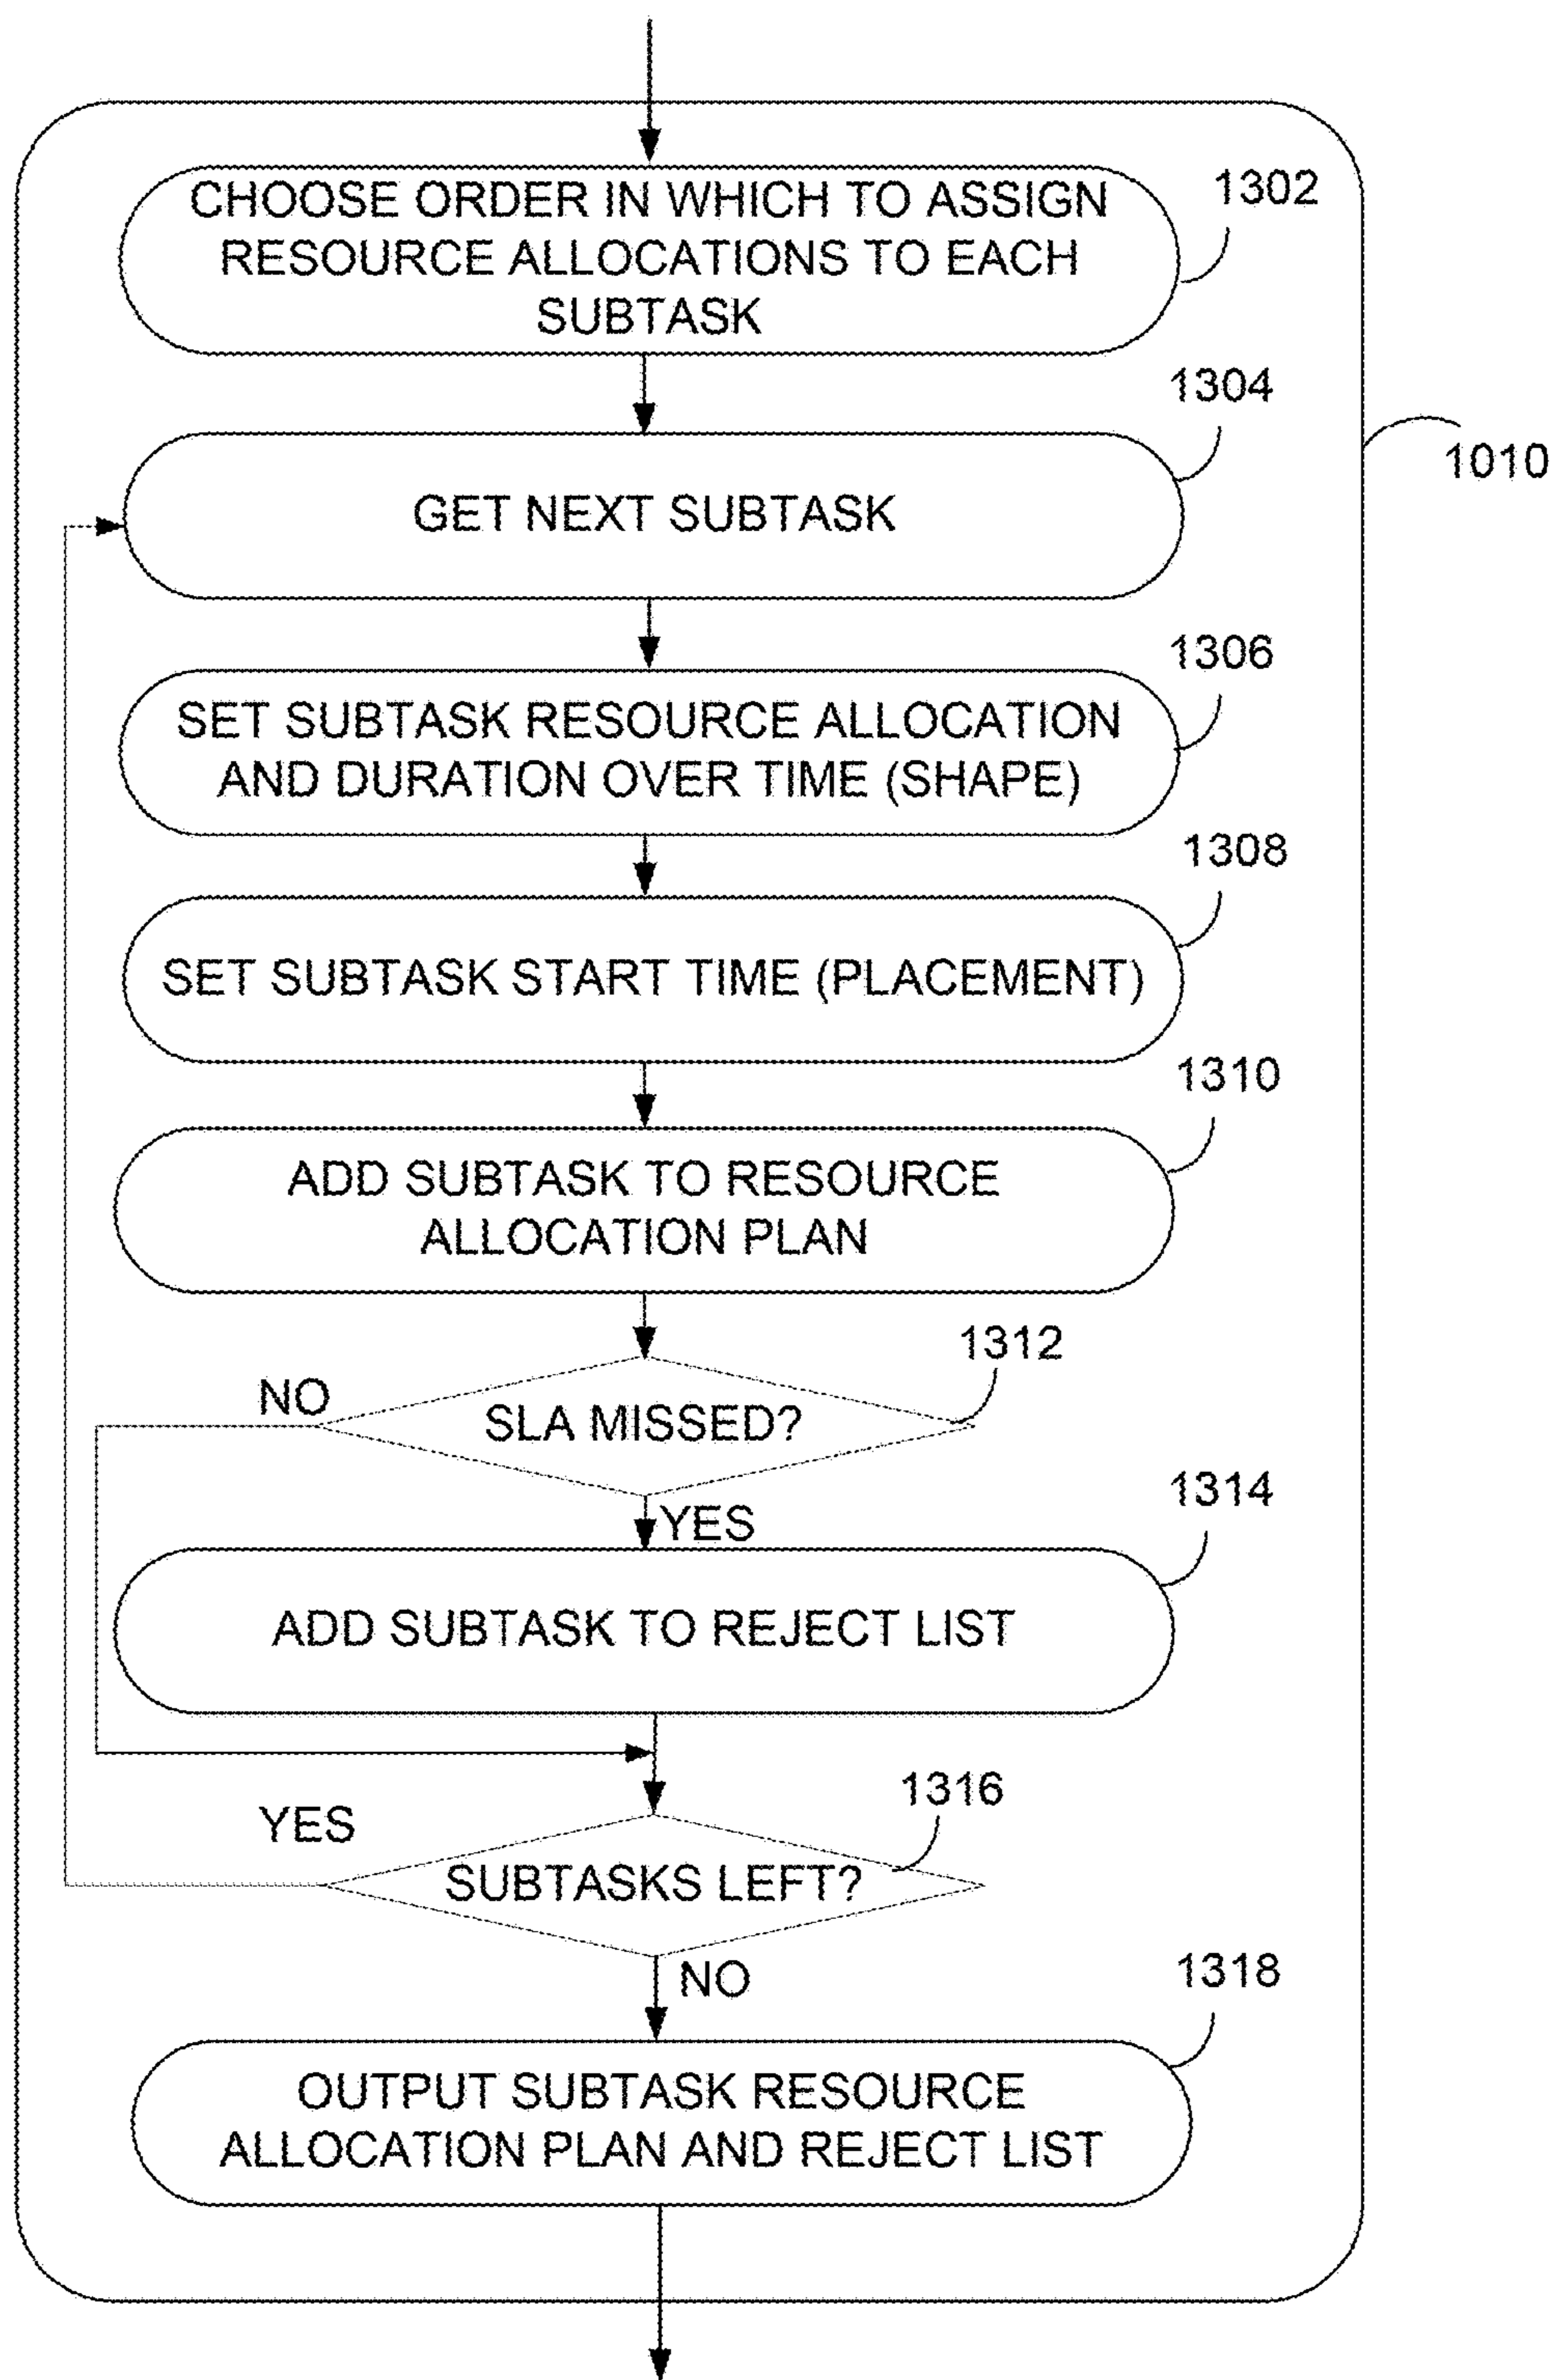 CHOOSE ORDER IN WHICH TO ASSIGN
RESOURCE ALLOCATIONS TO EACH
SUBTASK
1302
1304
GET NEXT SUBTASK
1010
1306
SET SUBTASK RESOURCE ALLOCATION
AND DURATION OVER TIME (SHAPE)
1308
SET SUBTASK START TIME (PLACEMENT)
1310
ADD SUBTASK TO RESOURCE
ALLOCATION PLAN
1312
NO
SLA MISSED?
1314
YES
ADD SUBTASK TO REJECT LIST
1316
YES
SUBTASKS LEFT?
NO
1318
OUTPUT SUBTASK RESOURCE
ALLOCATION PLAN AND REJECT LIST